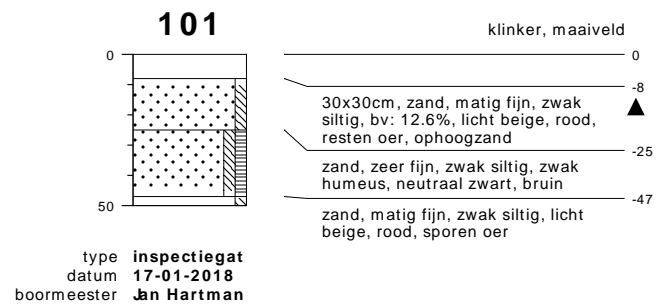 101
klinker, maaiveld
0
0
-8
30x30cm, zand, matig fijn, zwak
siltig, bv: 12.6%, licht beige, rood,
resten oer, ophoogzand
-25
zand, zeer fijn, zwak siltig, zwak
humeus, neutraal zwart, bruin
-47
50
zand, matig fijn, zwak siltig, licht
beige, rood, sporen oer
type inspectiegat
datum 17-01-2018
boormeester Jan Hartman